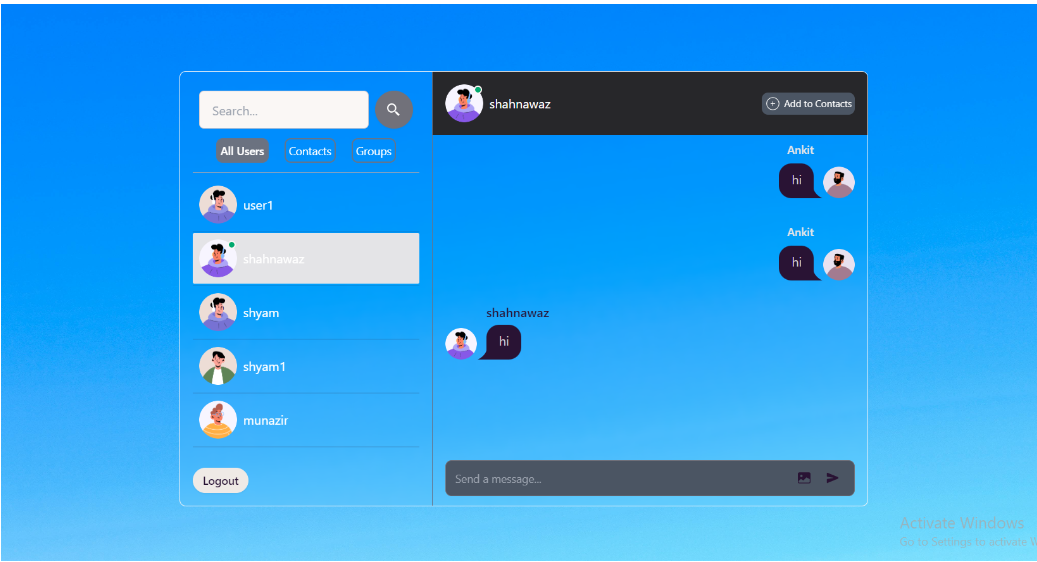 Search...
All Users
Contacts
Groups
user1
shahnawaz
shyam
shyam1
munazir
Logout
shahnawaz
Add to Contacts
Ankit
hi
Ankit
hi
shahnawaz
hi
Send a message...
Activate Windows
Go to Settings to activate W